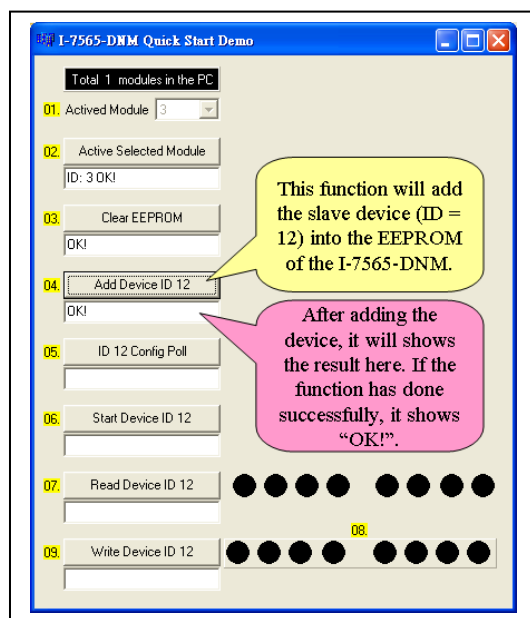 I-7565-DNM Quick Start Demo
Total 1 modules in the PC
01. Actived Module 3
02. Active Selected Module
ID: 3 OK!
03. Clear EEPROM
OK!
04. Add Device ID 12
OK!
This function will add
the slave device (ID =
12) into the EEPROM
of the I-7565-DNM.
After adding the
device, it will shows
the result here. If the
function has done
successfully, it shows
“OK!”.
05. ID 12 Config Poll
06. Start Device ID 12
07. Read Device ID 12
08.
09. Write Device ID 12